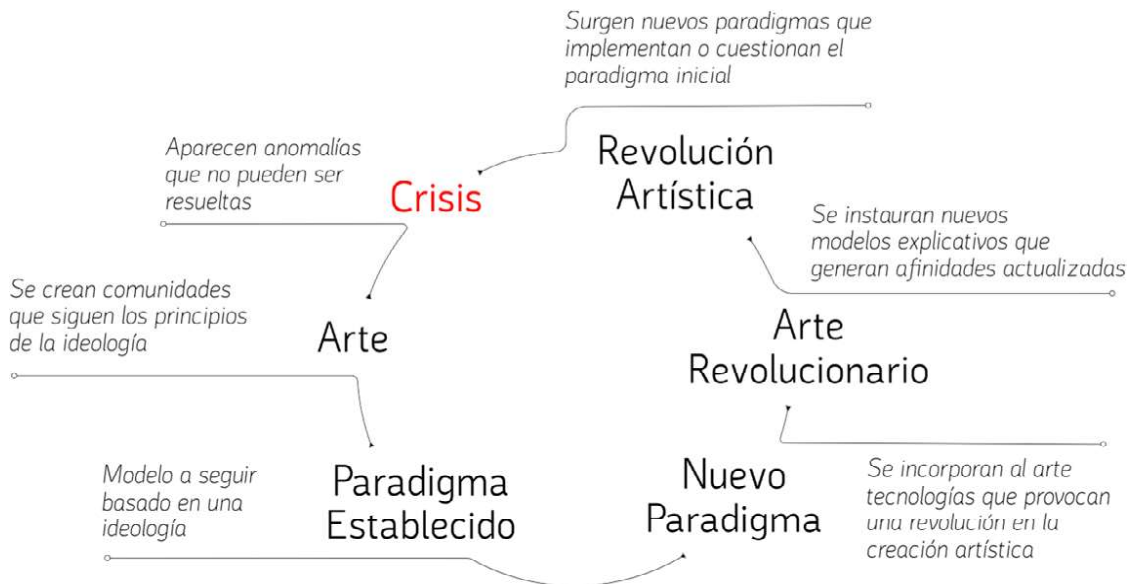 Surgen nuevos paradigmas que
implementan o cuestionan el
paradigma inicial
Aparecen anomalías
que no pueden ser
resueltas
Crisis
Revolución
Artística
Se instauran nuevos
modelos explicativos que
generan afinidades actualizadas
Se crean comunidades
que siguen los principios
de la ideología
Arte
Arte
Revolucionario
Modelo a seguir
basado en una
ideología
Paradigma
Establecido
Nuevo
Paradigma
Se incorporan al arte
tecnologías que provocan
una revolución en la
creación artística